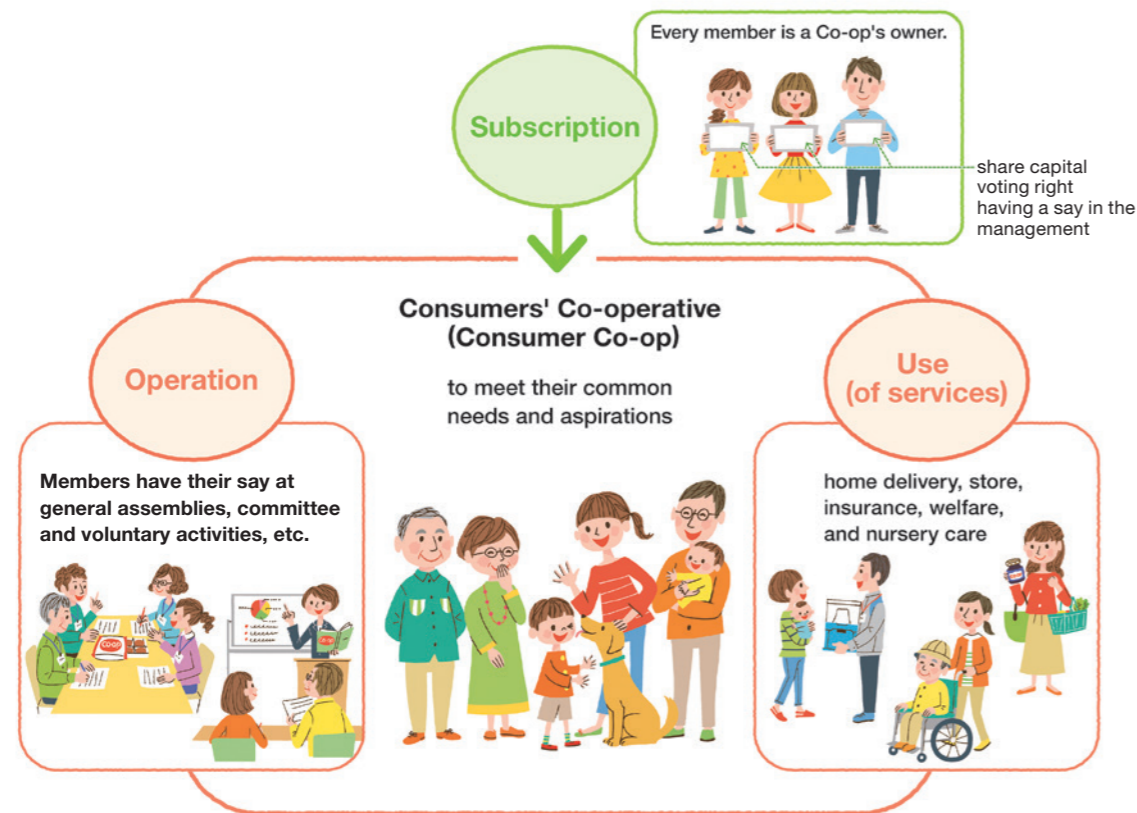 Every member is a Co-op's owner.
Subscription
share capital
voting right
having a say in the
management
Consumers' Co-operative
(Consumer Co-op)
to meet their common
needs and aspirations
Operation
Members have their say at
general assemblies, committee
and voluntary activities, etc.
CO·OP
Use
(of services)
home delivery, store,
insurance, welfare,
and nursery care